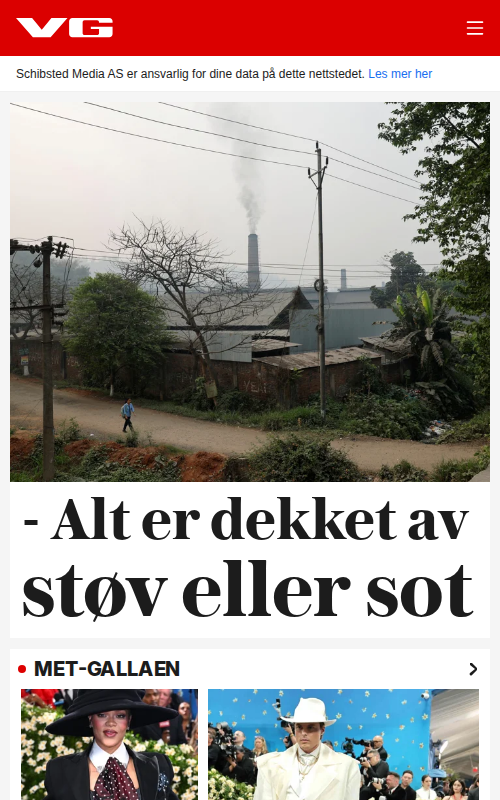 VG
Schibsted Media AS er ansvarlig for dine data på dette nettstedet. Les mer her
- Alt er dekket av
støv eller sot
MET-GALLAEN